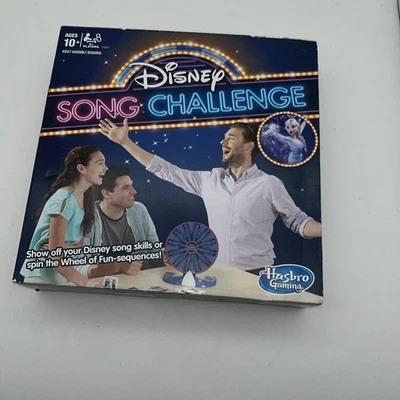 AGES
10+
PLAYERS
ADULT ASSEMBLY REQUIRED.
Disney
SONG CHALLENGE
Show off your Disney song skills or
spin the Wheel of Fun-sequences!
Hasbro
Gaming